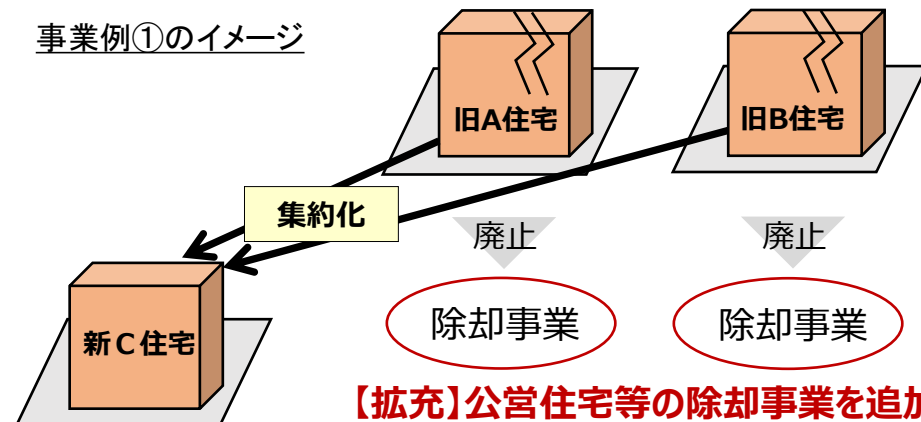 事業例①のイメージ
旧A住宅
旧B住宅
集約化
廃止
廃止
新C住宅
除却事業
除却事業
【拡充】公営住宅等の除却事業を追加